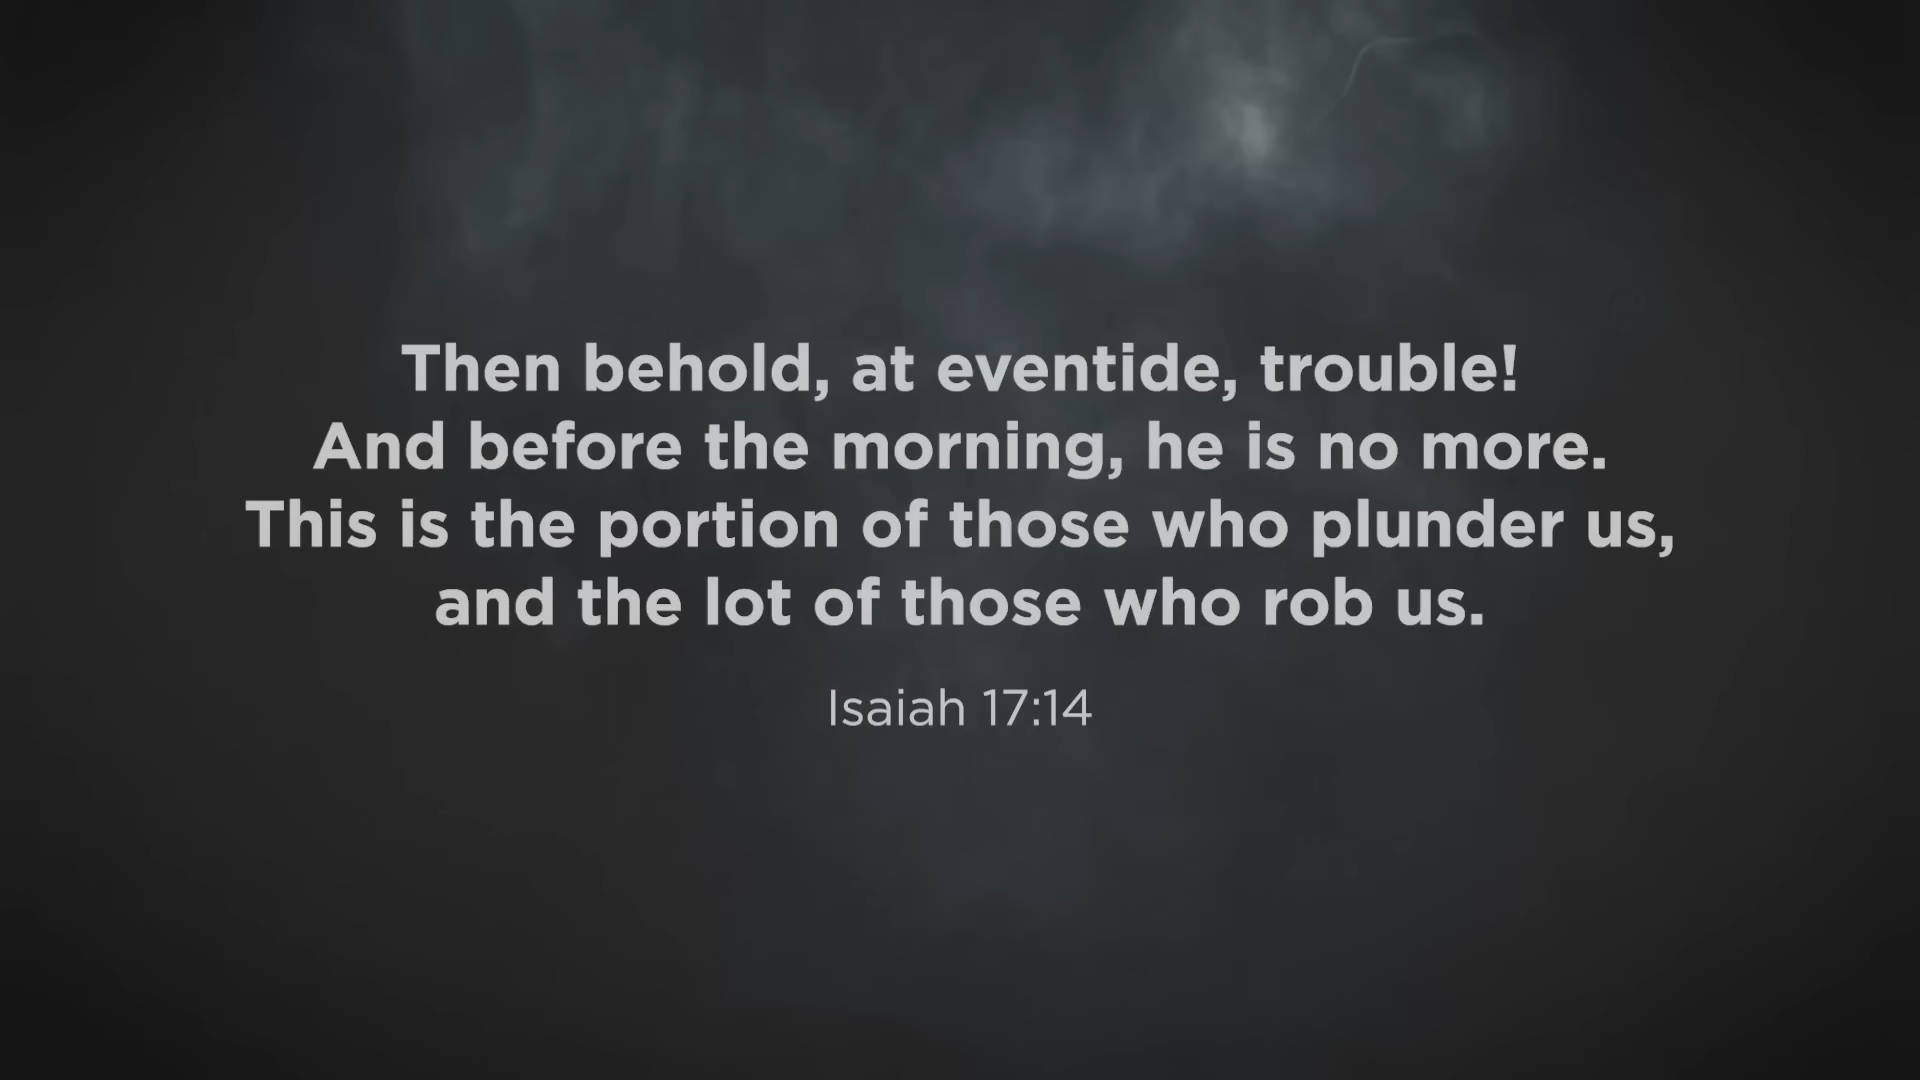 Then behold, at eventide, trouble!
And before the morning, he is no more.
This is the portion of those who plunder us,
and the lot of those who rob us.
Isaiah 17:14